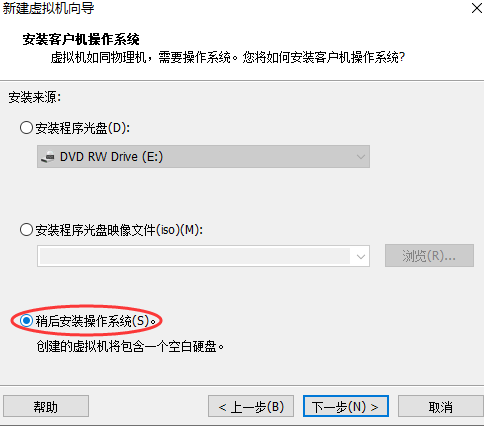 新建虚拟机向导
安装客户机操作系统
虚拟机如同物理机，需要操作系统。您将如何安装客户机操作系统?
安装来源:
安装程序光盘(D):
DVD RW Drive (E:)
安装程序光盘映像文件(iso)(M):
浏览(R)...
稍后安装操作系统(S)。
创建的虚拟机将包含一个空白硬盘。
帮助
< 上一步(B)
下一步(N) >
取消